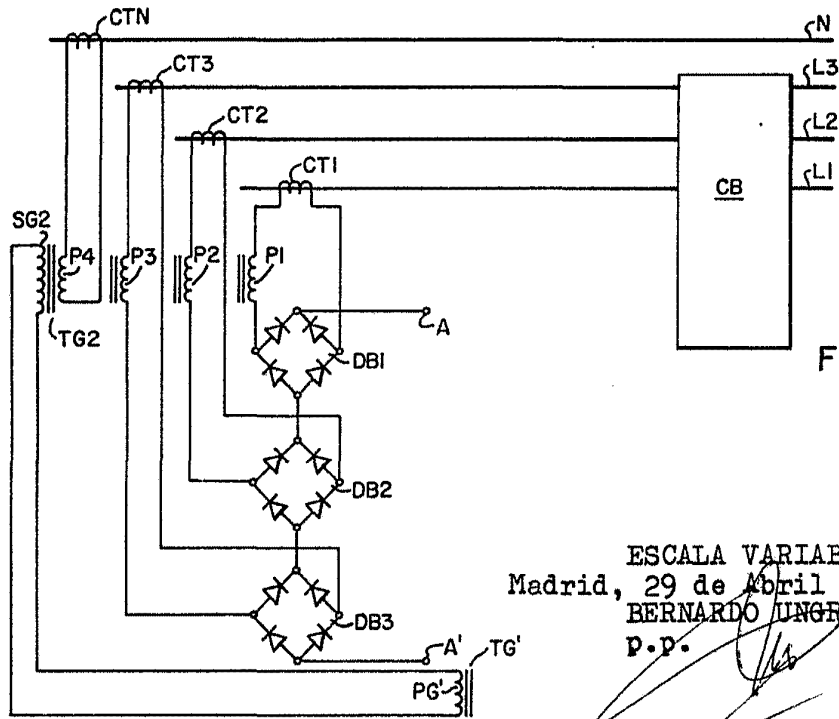 CTN
N
CT3
L3
CT2
L2
CT1
L1
CB
SG2
P4
P3
P2
P1
TG2
A
DB1
F
DB2
ESCALA VARIAB
Madrid, 29 de Abril
BERNARDO UNGR
DB3
p.p.
A'
TG'
PG'